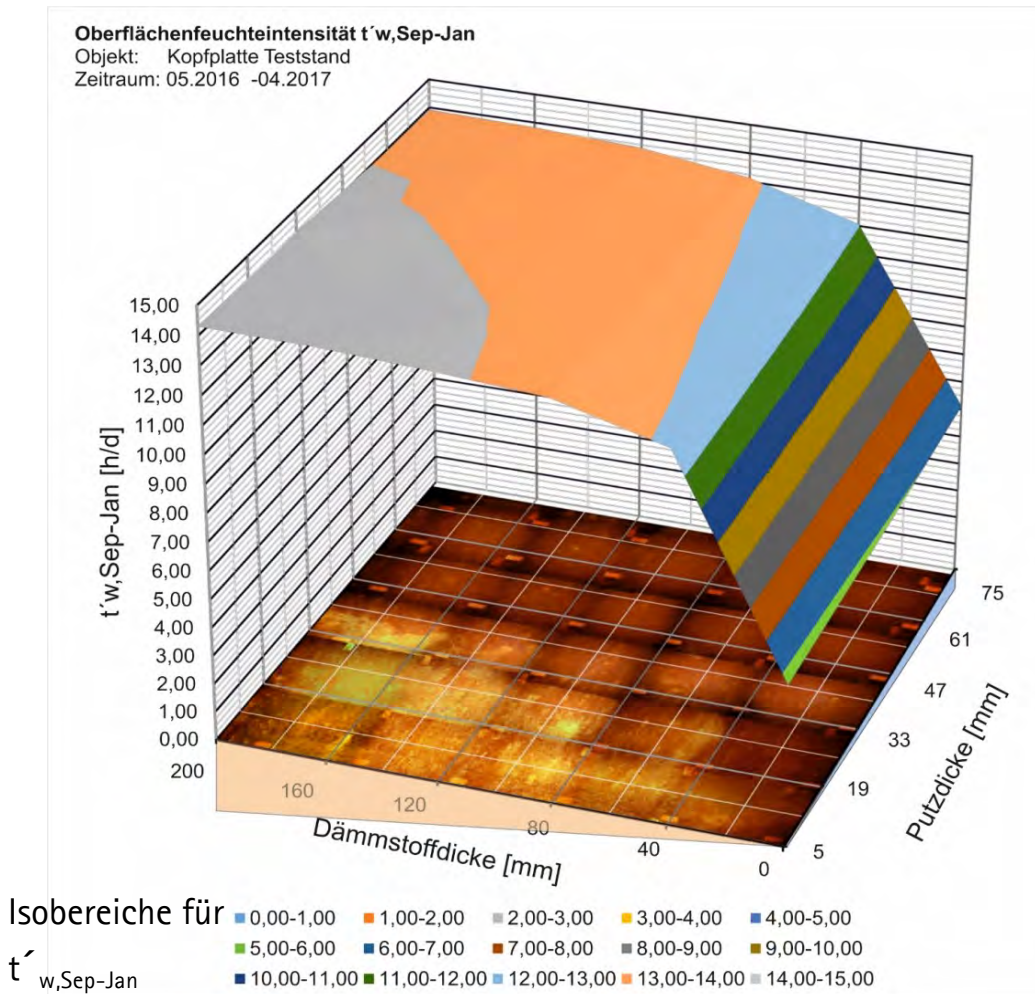 Oberflächenfeuchteintensität t´w,Sep-Jan
Objekt: Kopfplatte Teststand
Zeitraum: 05.2016 -04.2017
t´w,Sep-Jan [h/d]
15,00
14,00
13,00
12,00
11,00
10,00
9,00
8,00
7,00
6,00
5,00
4,00
3,00
2,00
1,00
0,00
200
160
120
80
40
0
Dämmstoffdicke [mm]
75
61
47
33
19
5
Putzdicke [mm]
Isobereiche für
t´ w,Sep-Jan
0,00-1,00 1,00-2,00 2,00-3,00 3,00-4,00 4,00-5,00
5,00-6,00 6,00-7,00 7,00-8,00 8,00-9,00 9,00-10,00
10,00-11,00 11,00-12,00 12,00-13,00 13,00-14,00 14,00-15,00